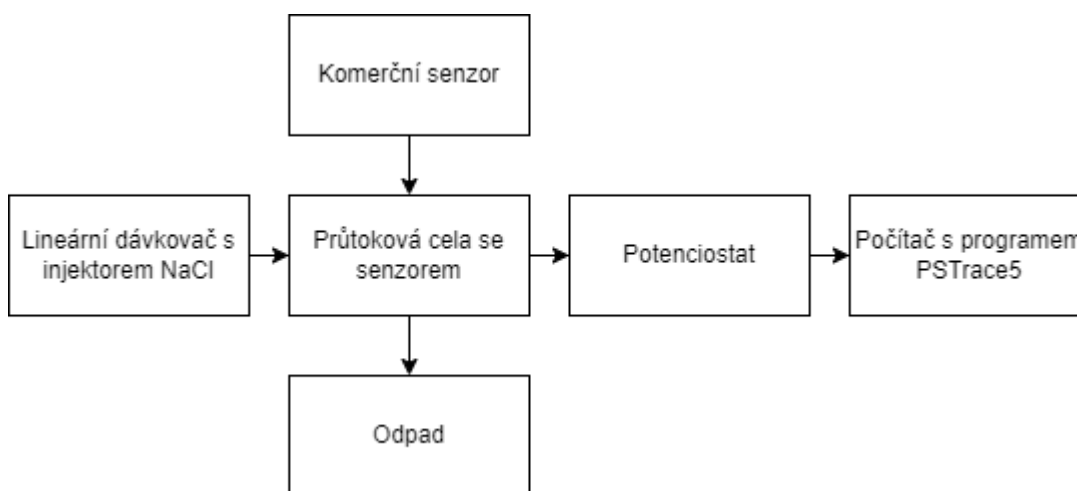 Komerční senzor
Lineární dávkovač s
injektorem NaCl
Průtoková cela se
senzorem
Potenciostat
Počítač s programem
PSTrace5
Odpad